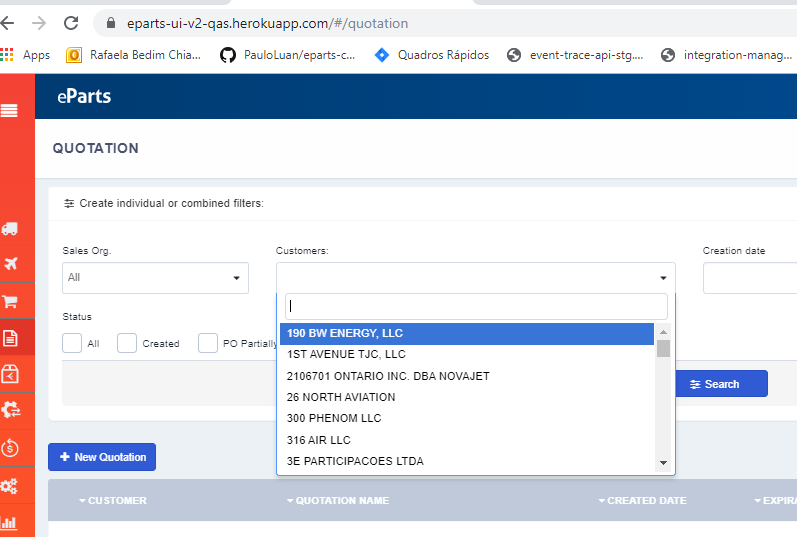 eparts-ui-v2-qas.herokuapp.com/#/quotation
Apps Rafaela Bedim Chia... PauloLuan/eparts-c... Quadros Rápidos event-trace-api-stg.... integration-manag...
eParts
QUOTATION
Create individual or combined filters:
Sales Org. Customers: Creation date
All
190 BW ENERGY, LLC
1ST AVENUE TJC, LLC
2106701 ONTARIO INC. DBA NOVAJET
26 NORTH AVIATION
300 PHENOM LLC
316 AIR LLC
3E PARTICIPACOES LTDA
Status
All Created PO Partially
Search
New Quotation
CUSTOMER QUOTATION NAME CREATED DATE EXPIRA